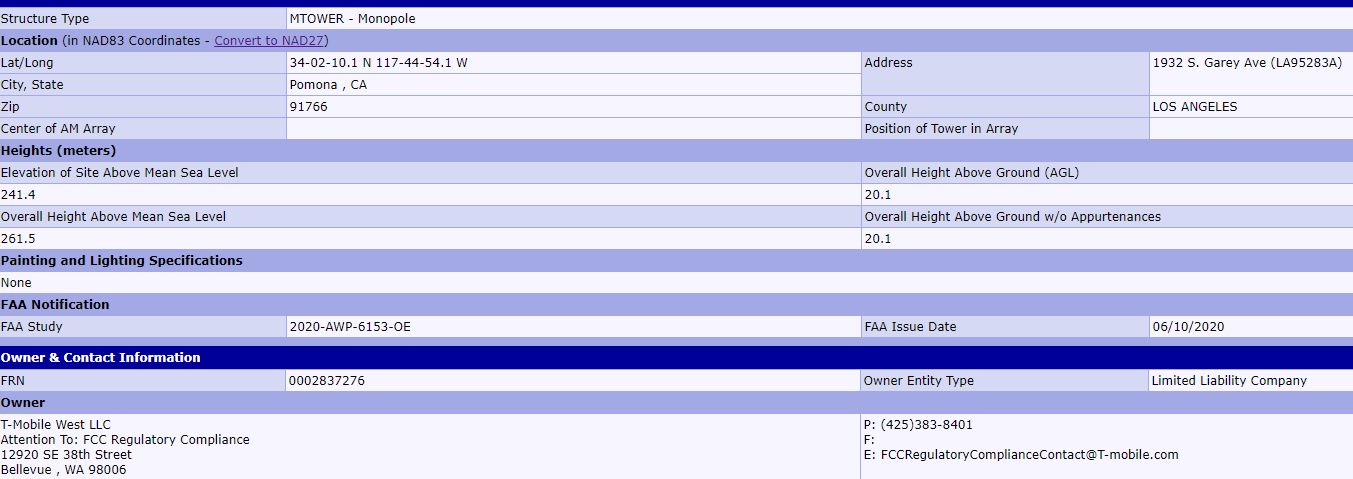 Structure Type MTOWER - Monopole
Location (in NAD83 Coordinates - Convert to NAD27)
Lat/Long 34-02-10.1 N 117-44-54.1 W Address 1932 S. Garey Ave (LA95283A)
City, State Pomona , CA
Zip 91766 County LOS ANGELES
Center of AM Array Position of Tower in Array
Heights (meters)
Elevation of Site Above Mean Sea Level Overall Height Above Ground (AGL)
241.4 20.1
Overall Height Above Mean Sea Level Overall Height Above Ground w/o Appurtenances
261.5 20.1
Painting and Lighting Specifications
None
FAA Notification
FAA Study 2020-AWP-6153-OE FAA Issue Date 06/10/2020
Owner & Contact Information
FRN 0002837276 Owner Entity Type Limited Liability Company
Owner
T-Mobile West LLC P: (425)383-8401
Attention To: FCC Regulatory Compliance F:
12920 SE 38th Street E: FCCRegulatoryComplianceContact@T-mobile.com
Bellevue , WA 98006